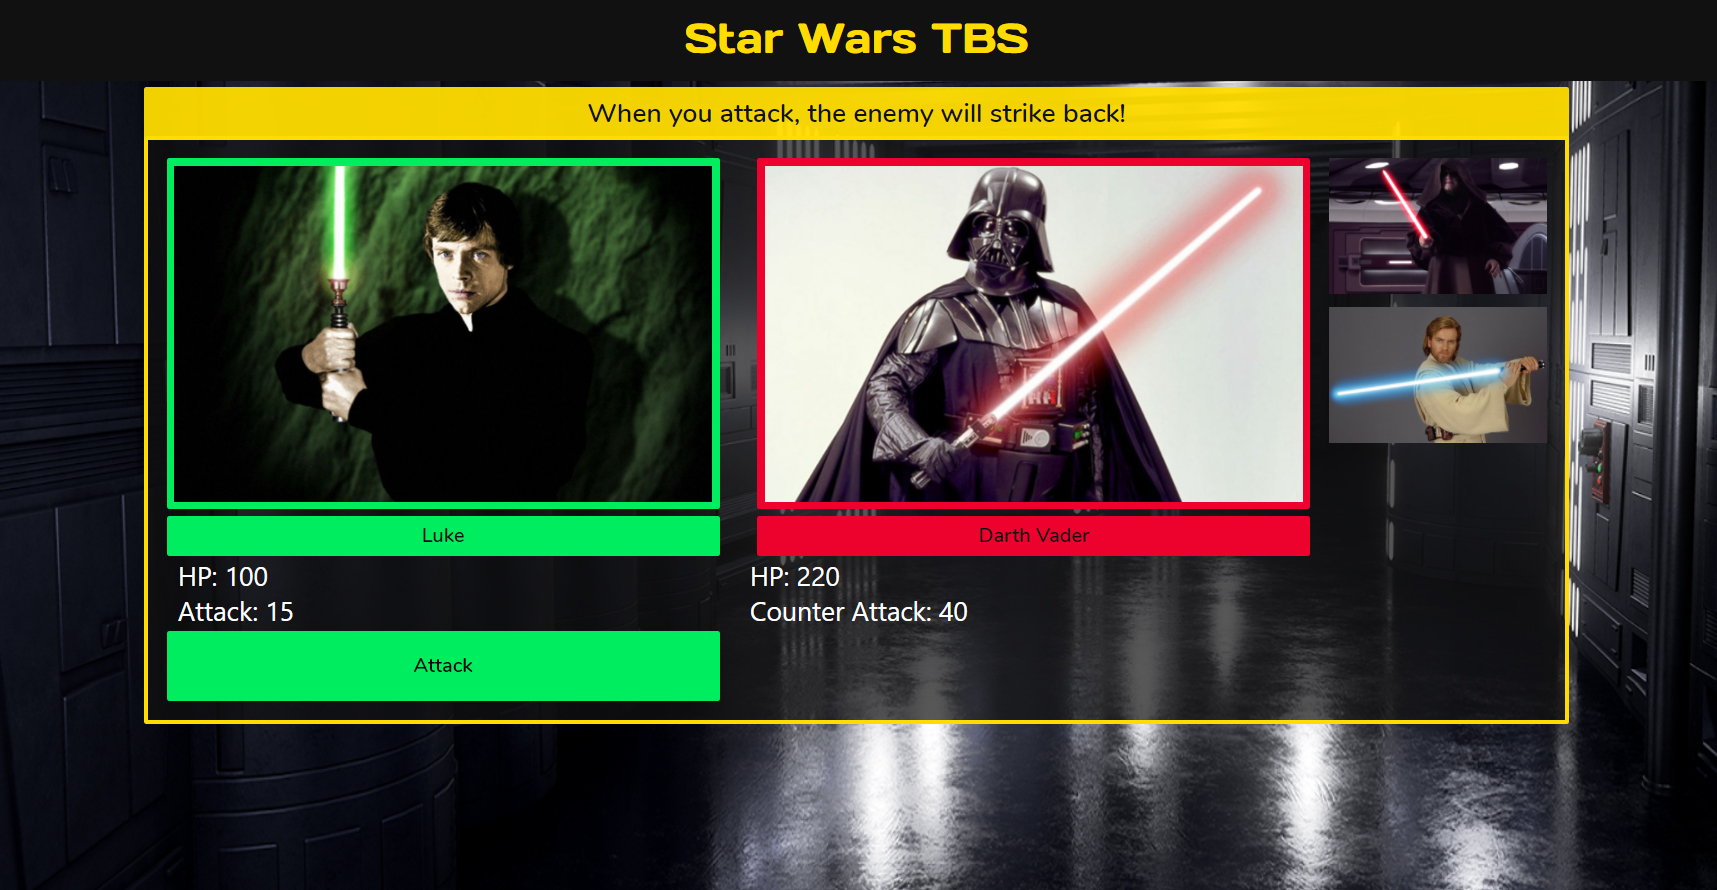 Star Wars TBS
When you attack, the enemy will strike back!
Luke
HP: 100
Attack: 15
Attack
Darth Vader
HP: 220
Counter Attack: 40